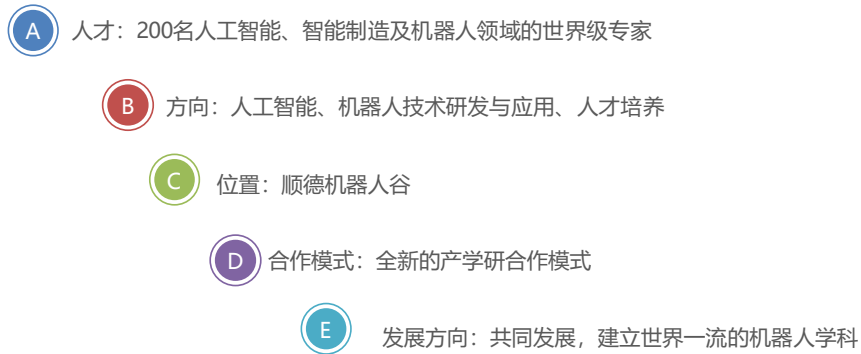 A 人才：200名人工智能、智能制造及机器人领域的世界级专家
B 方向：人工智能、机器人技术研发与应用、人才培养
C 位置：顺德机器人谷
D 合作模式：全新的产学研合作模式
E 发展方向：共同发展，建立世界一流的机器人学科